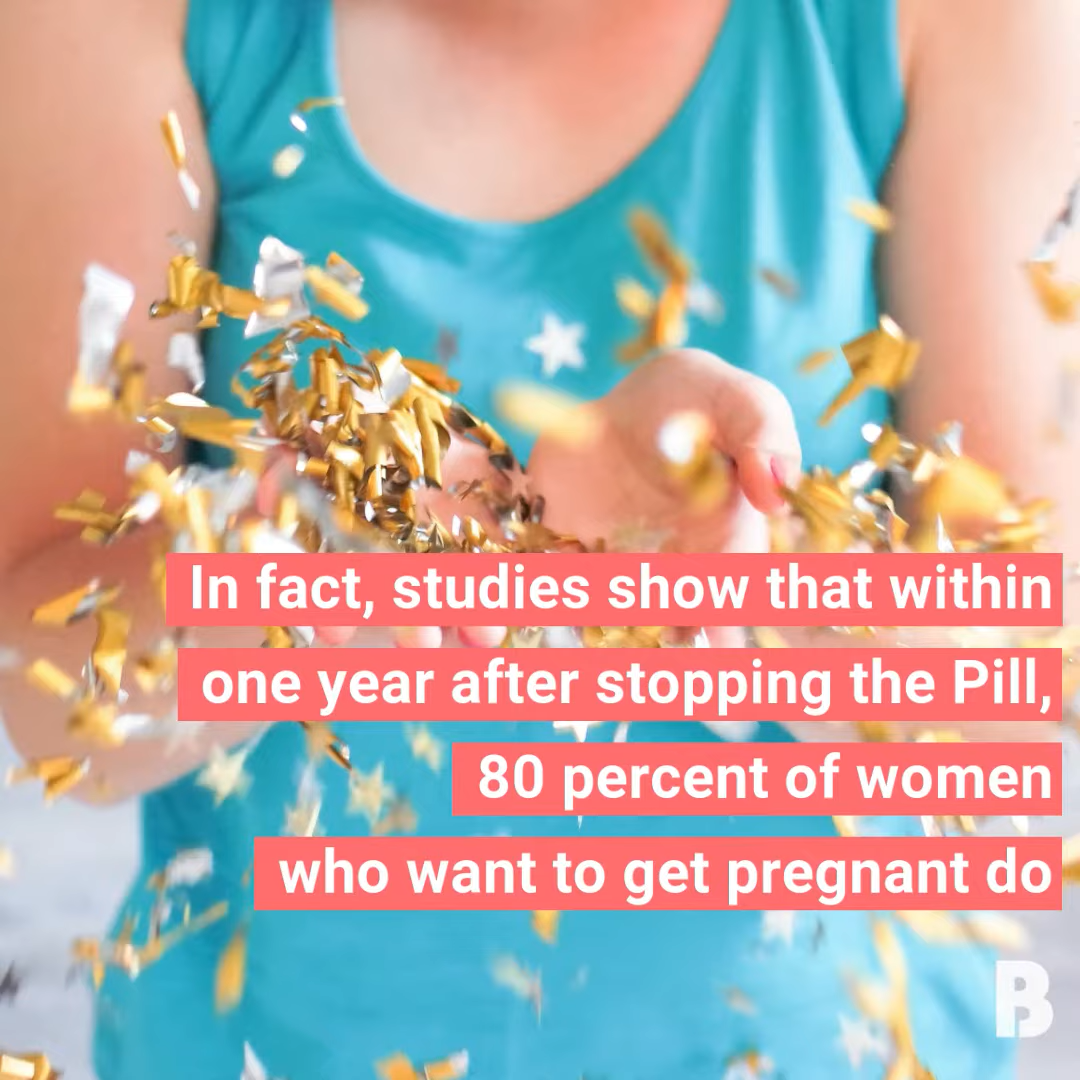 In fact, studies show that within
one year after stopping the Pill,
80 percent of women
who want to get pregnant do
B